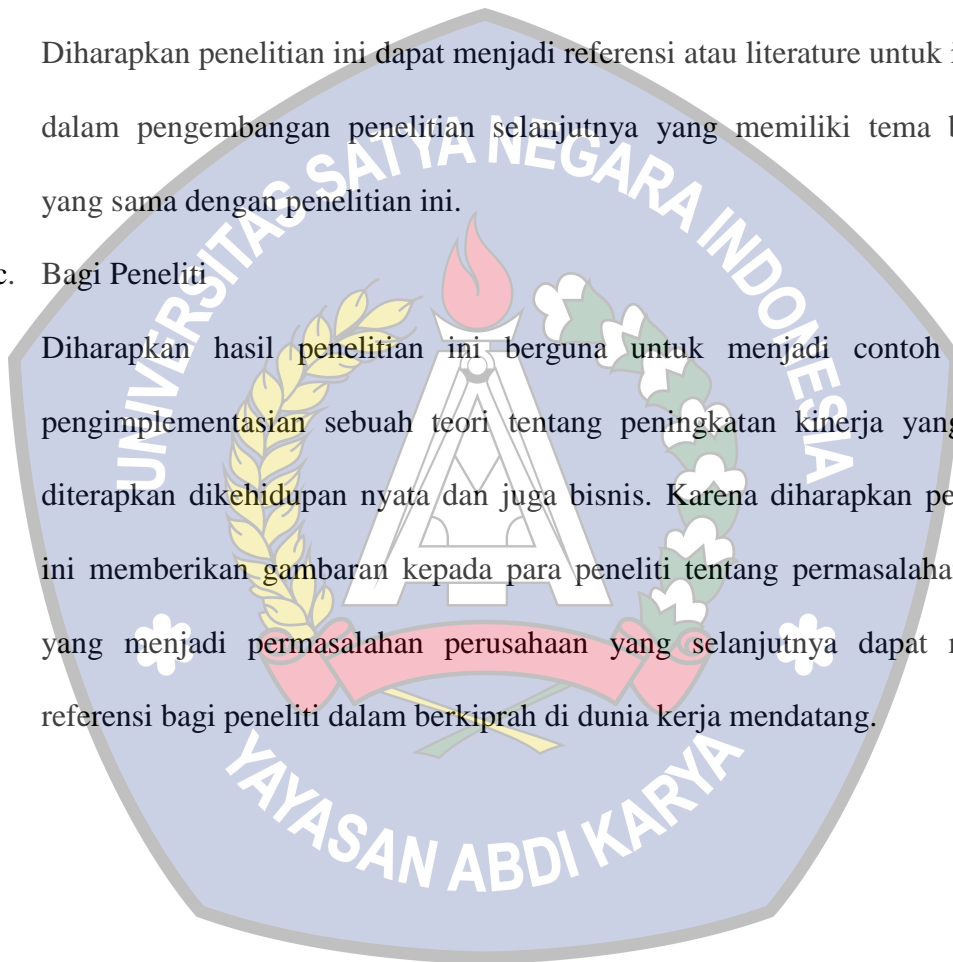 Diharapkan penelitian ini dapat menjadi referensi atau literature untuk
dalam pengembangan penelitian selanjutnya yang memiliki tema
yang sama dengan penelitian ini.
c. Bagi Peneliti
Diharapkan hasil penelitian ini berguna untuk menjadi contoh
pengimplementasian sebuah teori tentang peningkatan kinerja yang
diterapkan dikehidupan nyata dan juga bisnis. Karena diharapkan
ini memberikan gambaran kepada para peneliti tentang permasalahan
yang menjadi permasalahan perusahaan yang selanjutnya dapat
referensi bagi peneliti dalam berkiprah di dunia kerja mendatang.
UNIVERSITAS SATYA NEGARA INDONESIA
YAYASAN ABDI KARYA